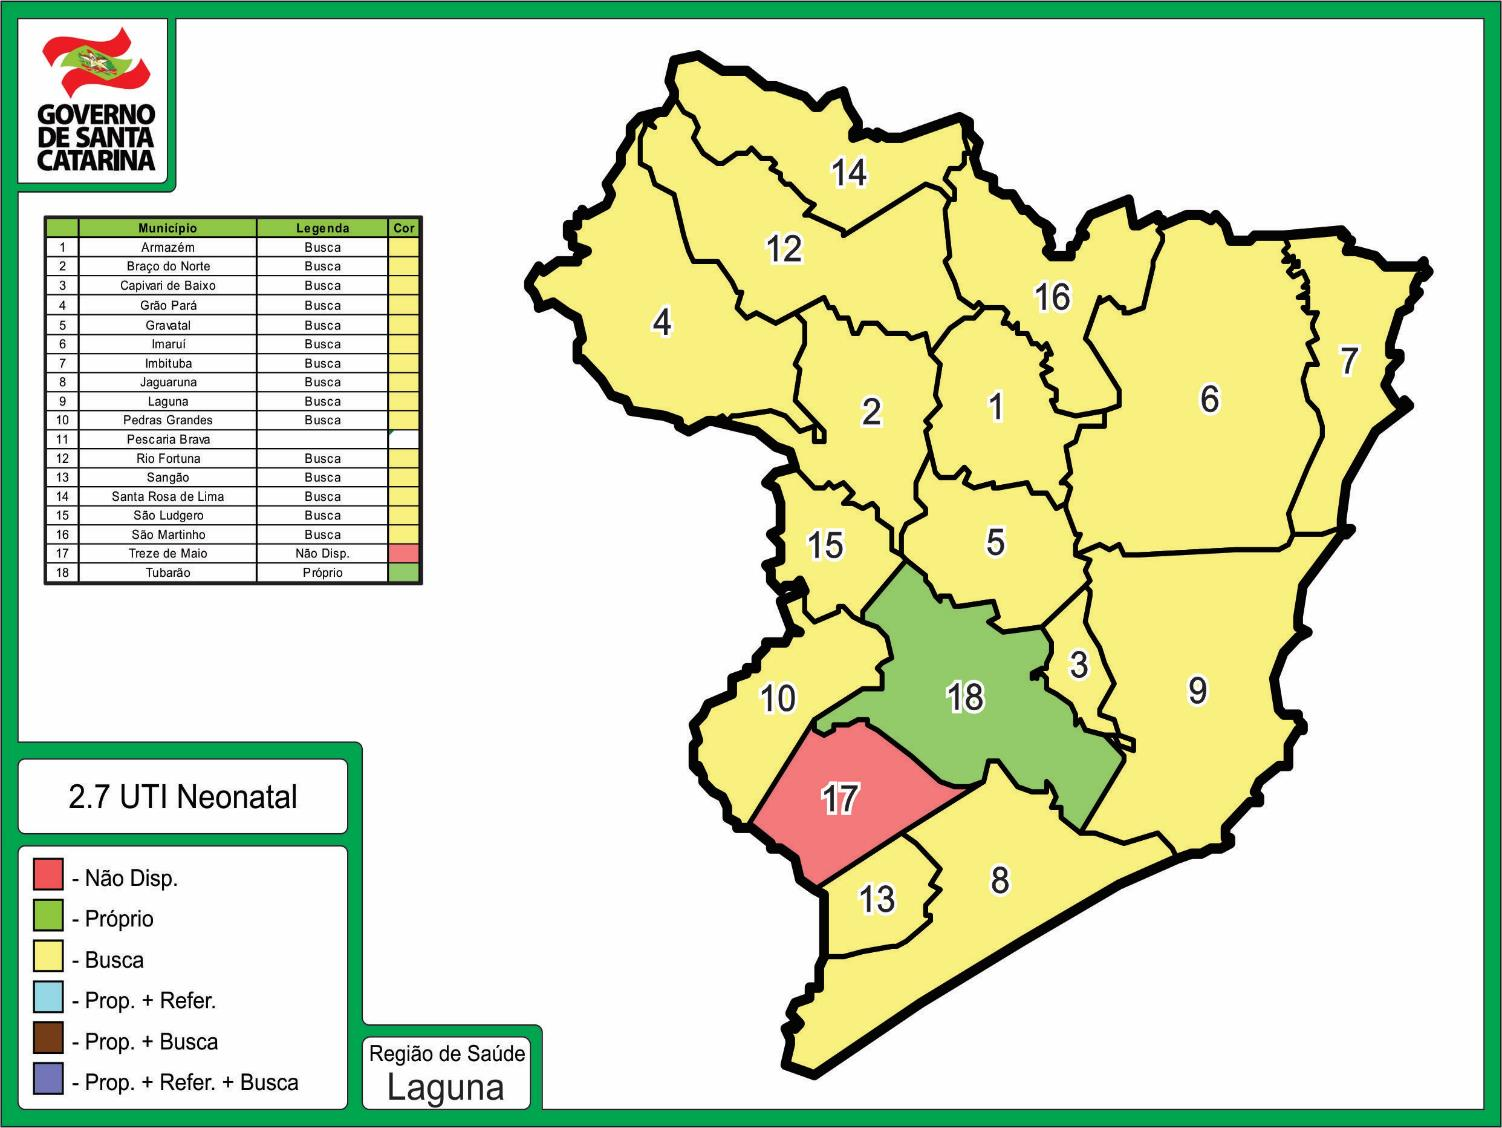 GOVERNO
DE SANTA
CATARINA
Município Legenda Cor
1 Armazém Busca
2 Braço do Norte Busca
3 Capivari de Baixo Busca
4 Grão Pará Busca
5 Gravatal Busca
6 Imaruí Busca
7 Imbituba Busca
8 Jaguaruna Busca
9 Laguna Busca
10 Pedras Grandes Busca
11 Pescaria Brava
12 Rio Fortuna Busca
13 Sangão Busca
14 Santa Rosa de Lima Busca
15 São Ludgero Busca
16 São Martinho Busca
17 Treze de Maio Não Disp.
18 Tubarão Próprio
14
12
16
4
7
6
2
1
5
15
3
9
10
18
17
8
13
2.7 UTI Neonatal
- Não Disp.
- Próprio
- Busca
- Prop. + Refer.
- Prop. + Busca
- Prop. + Refer. + Busca
Região de Saúde
Laguna